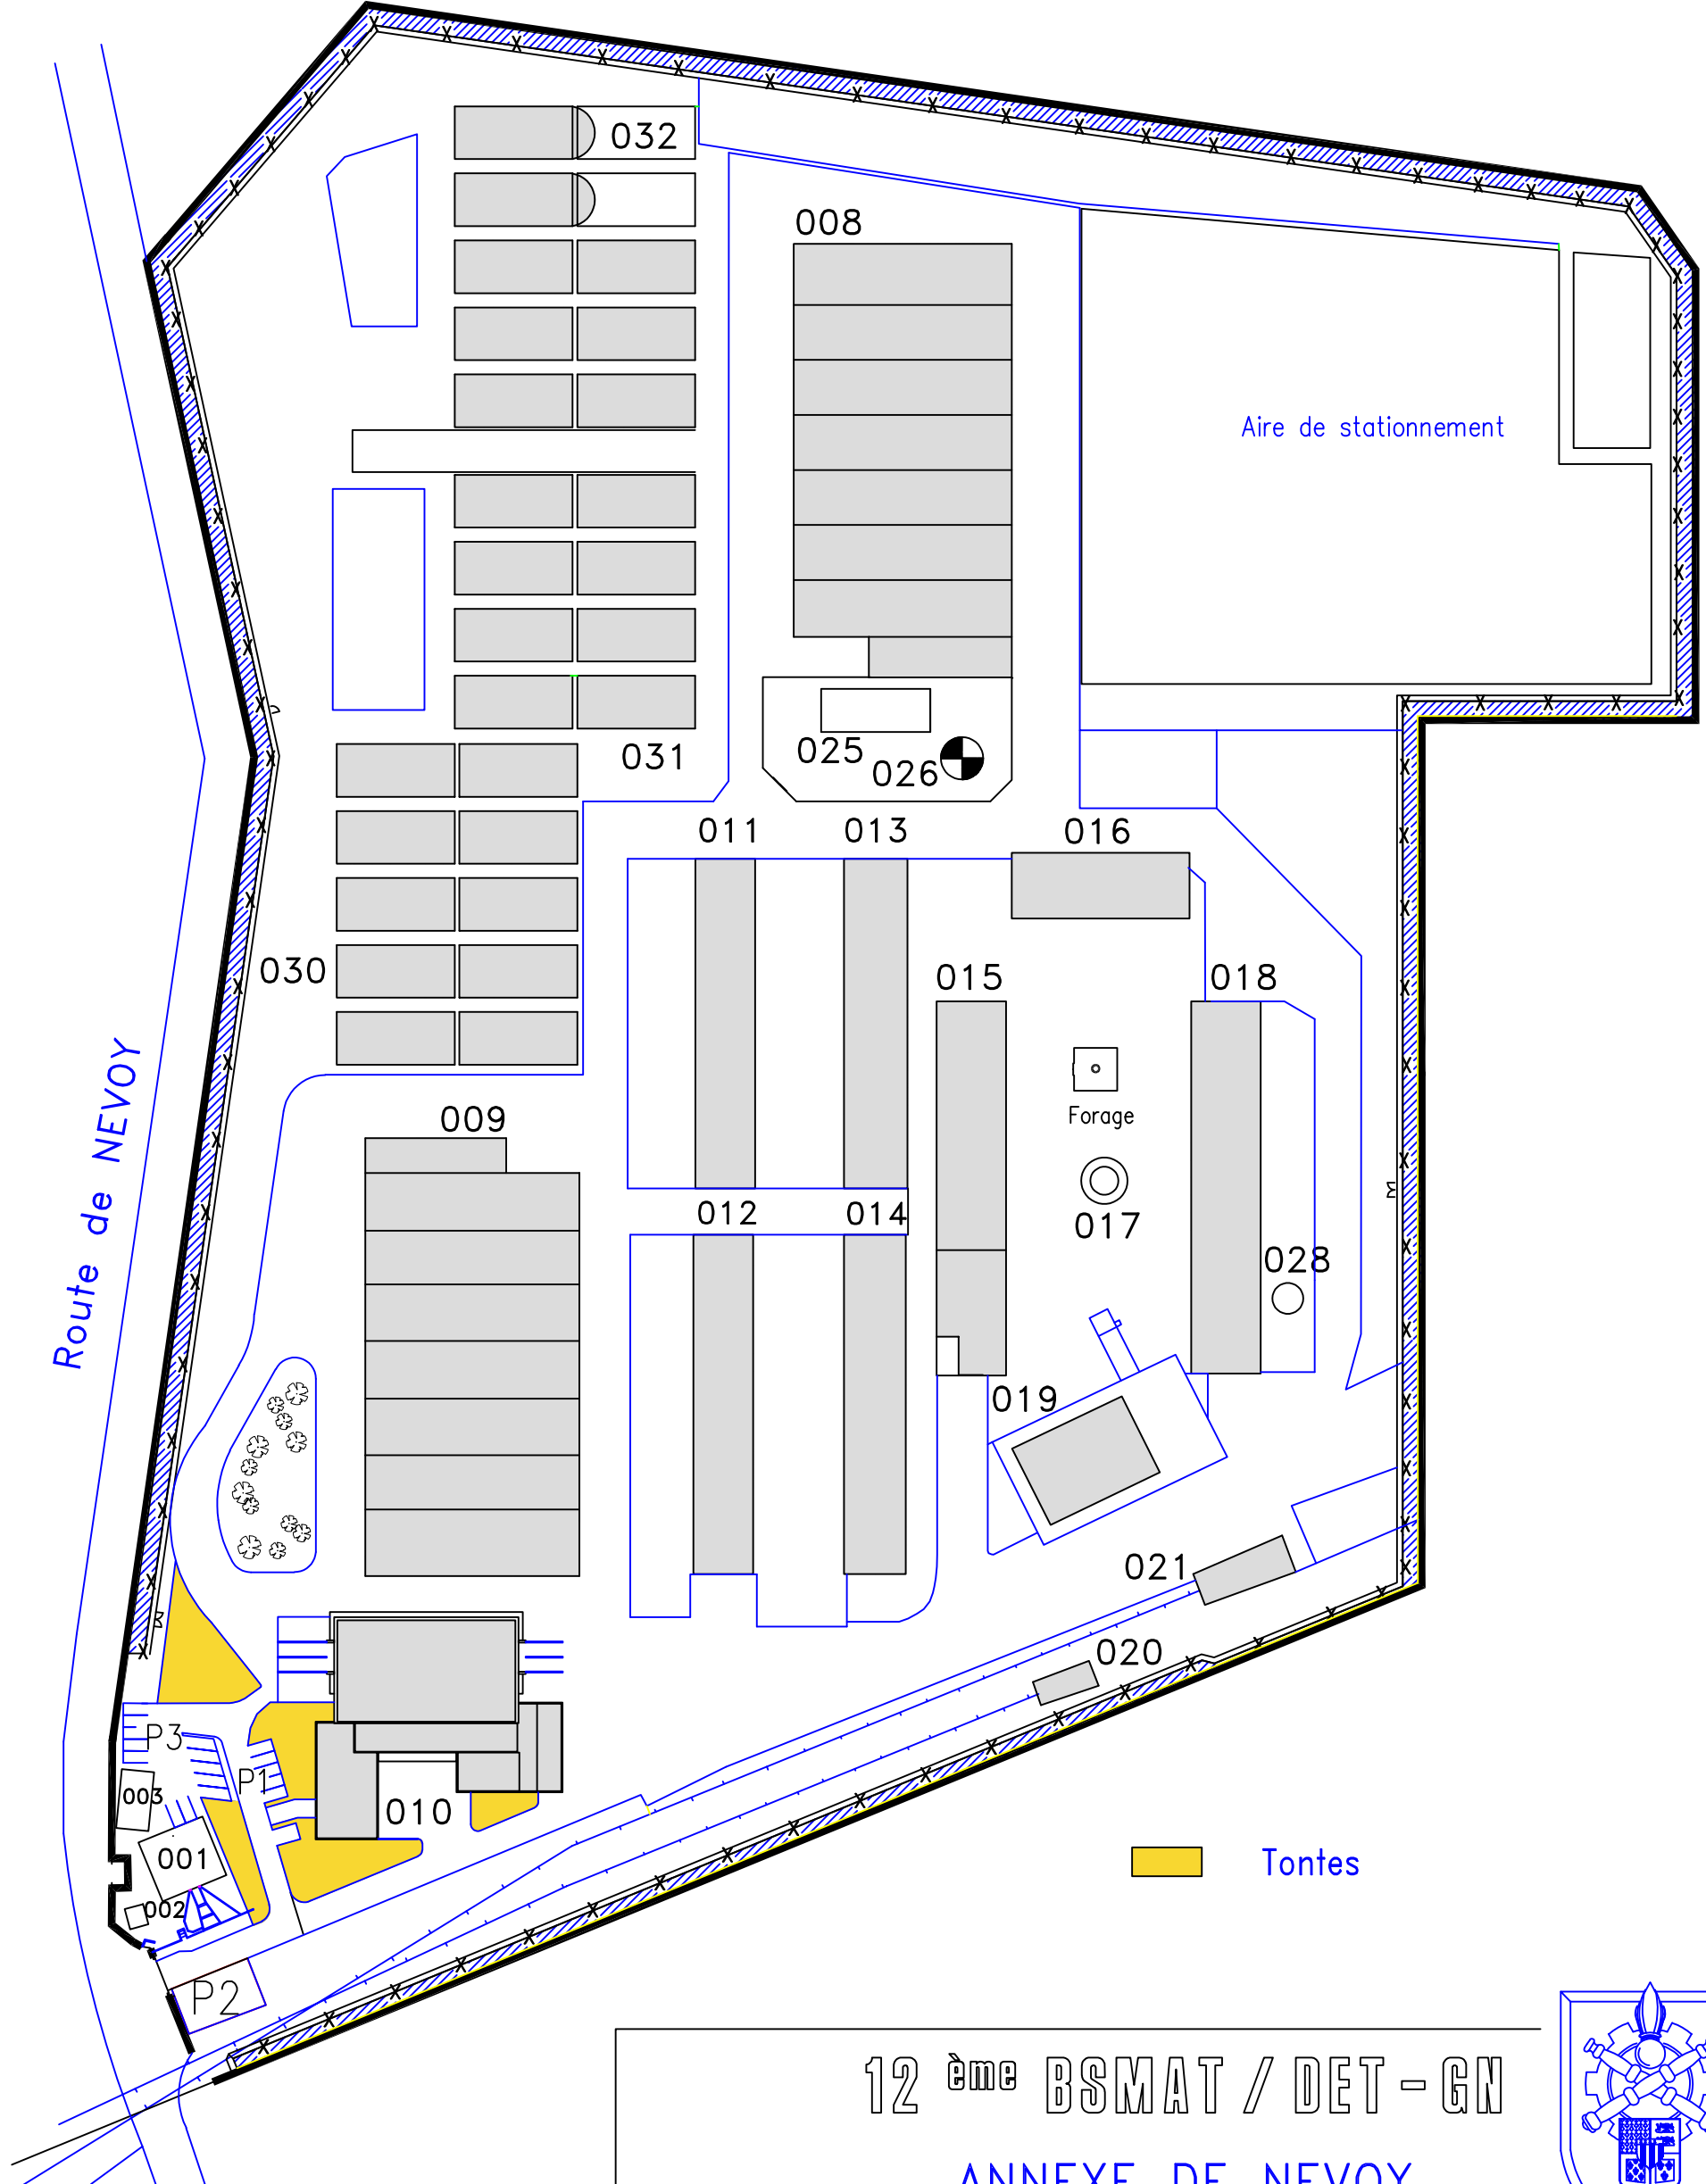 032
008
Aire de stationnement
025
026
031
011
013
016
030
015
018
Route de NEVOY
Forage
009
012
014
017
028
019
021
020
P3
P1
003
010
001
002
Tontes
P2
12 ème BSMAT / DET - GN
ANNEXE DE NEVOY